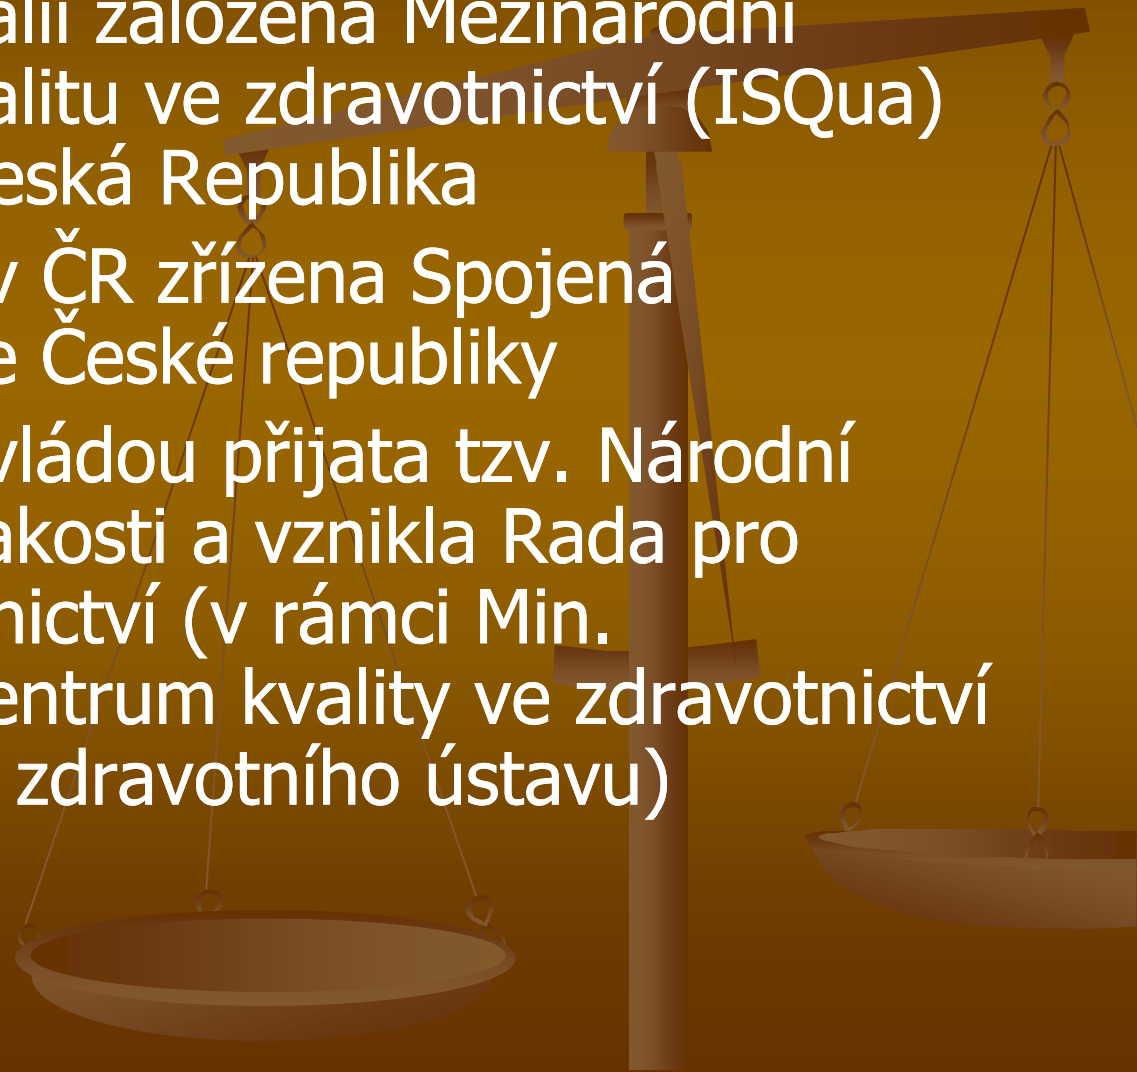 álii založena Mezinárodní
alitu ve zdravotnictví (ISQua)
eská Republika
v ČR zřízena Spojená
e České republiky
vládou přijata tzv. Národní
akosti a vznikla Rada pro
nictví (v rámci Min.
entrum kvality ve zdravotnictví
zdravotního ústavu)